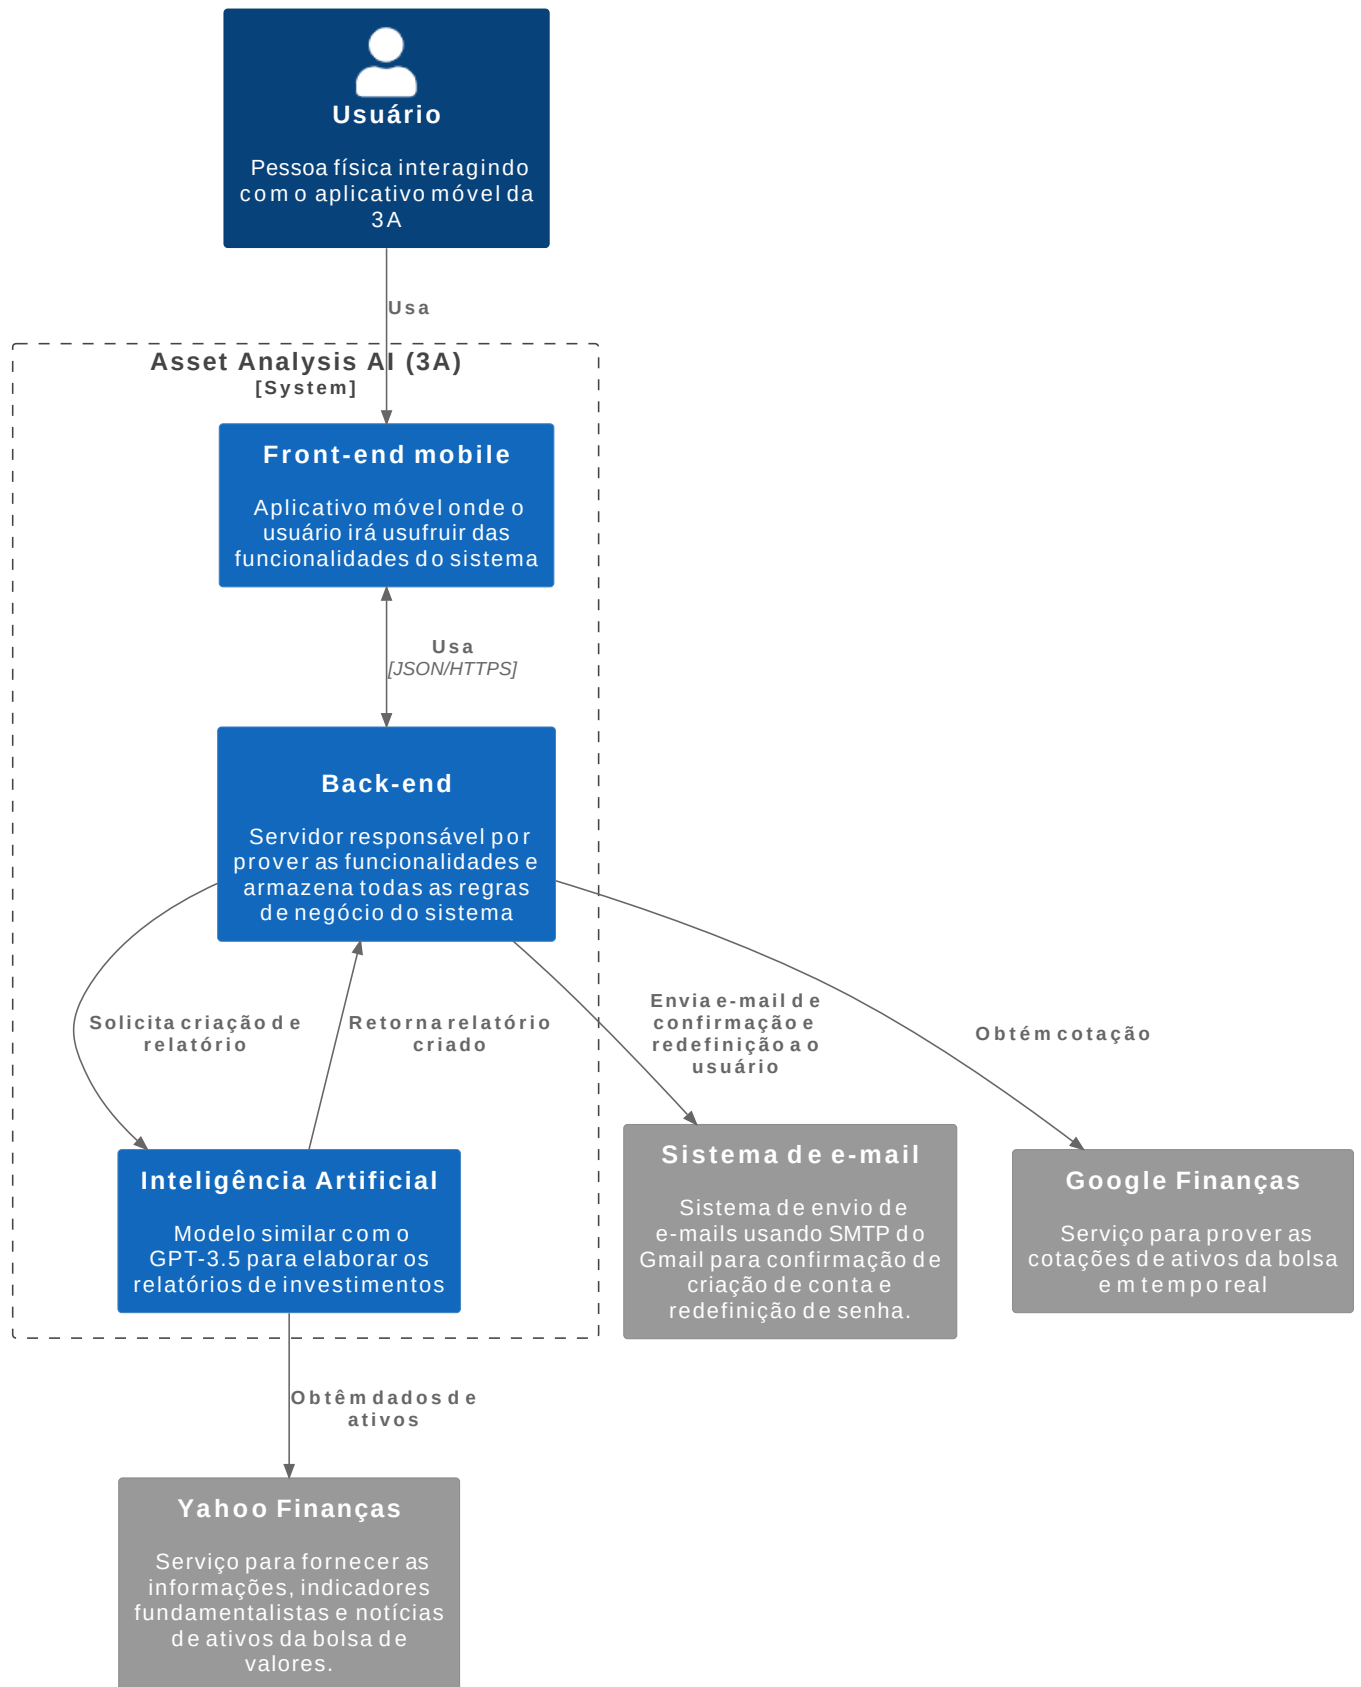 Usuário
Pessoa física interagindo
com o aplicativo móvel da
3A
Usa
Asset Analysis AI (3A)
[System]
Front-end mobile
Aplicativo móvel onde o
usuário irá usufruir das
funcionalidades do sistema
Usa
[JSON/HTTPS]
Back-end
Servidor responsável por
prover as funcionalidades e
armazena todas as regras
de negócio do sistema
Solicita criação de
relatório
Retorna relatório
criado
Envia e-mail de
confirmação e
redefinição a o
usuário
Obtém cotação
Inteligência Artificial
Modelo similar com o
GPT-3.5 para elaborar os
relatórios de investimentos
Sistema de e-mail
Sistema de envio de
e-mails usando SMTP do
Gmail para confirmação de
criação de conta e
redefinição de senha.
Google Finanças
Serviço para prover as
cotações de ativos da bolsa
em tempo real
Obtêm dados de
ativos
Yahoo Finanças
Serviço para fornecer as
informações, indicadores
fundamentalistas e notícias
de ativos da bolsa de
valores.